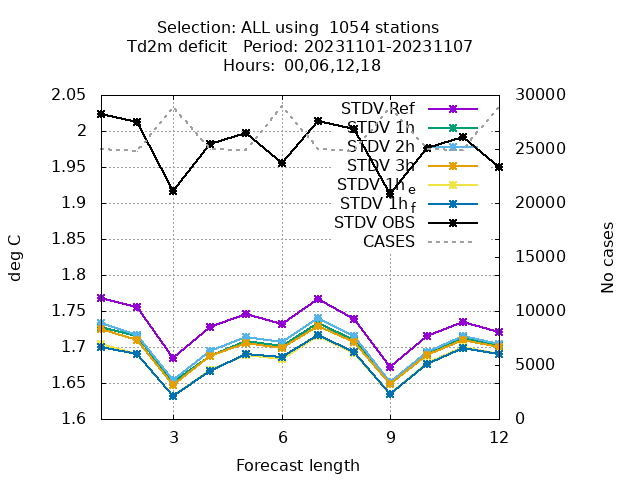 Selection: ALL using  1054 stations
Td2m deficit   Period: 20231101-20231107
Hours:  00,06,12,18
2.05
2
1.95
1.9
1.85
1.8
1.75
1.7
1.65
1.6
deg C
30000
25000
20000
15000
10000
5000
0
No cases
STDV Ref
STDV 1h
STDV 2h
STDV 3h
STDV 1h_e
STDV 1h_f
STDV OBS
CASES
3 6 9 12
Forecast length